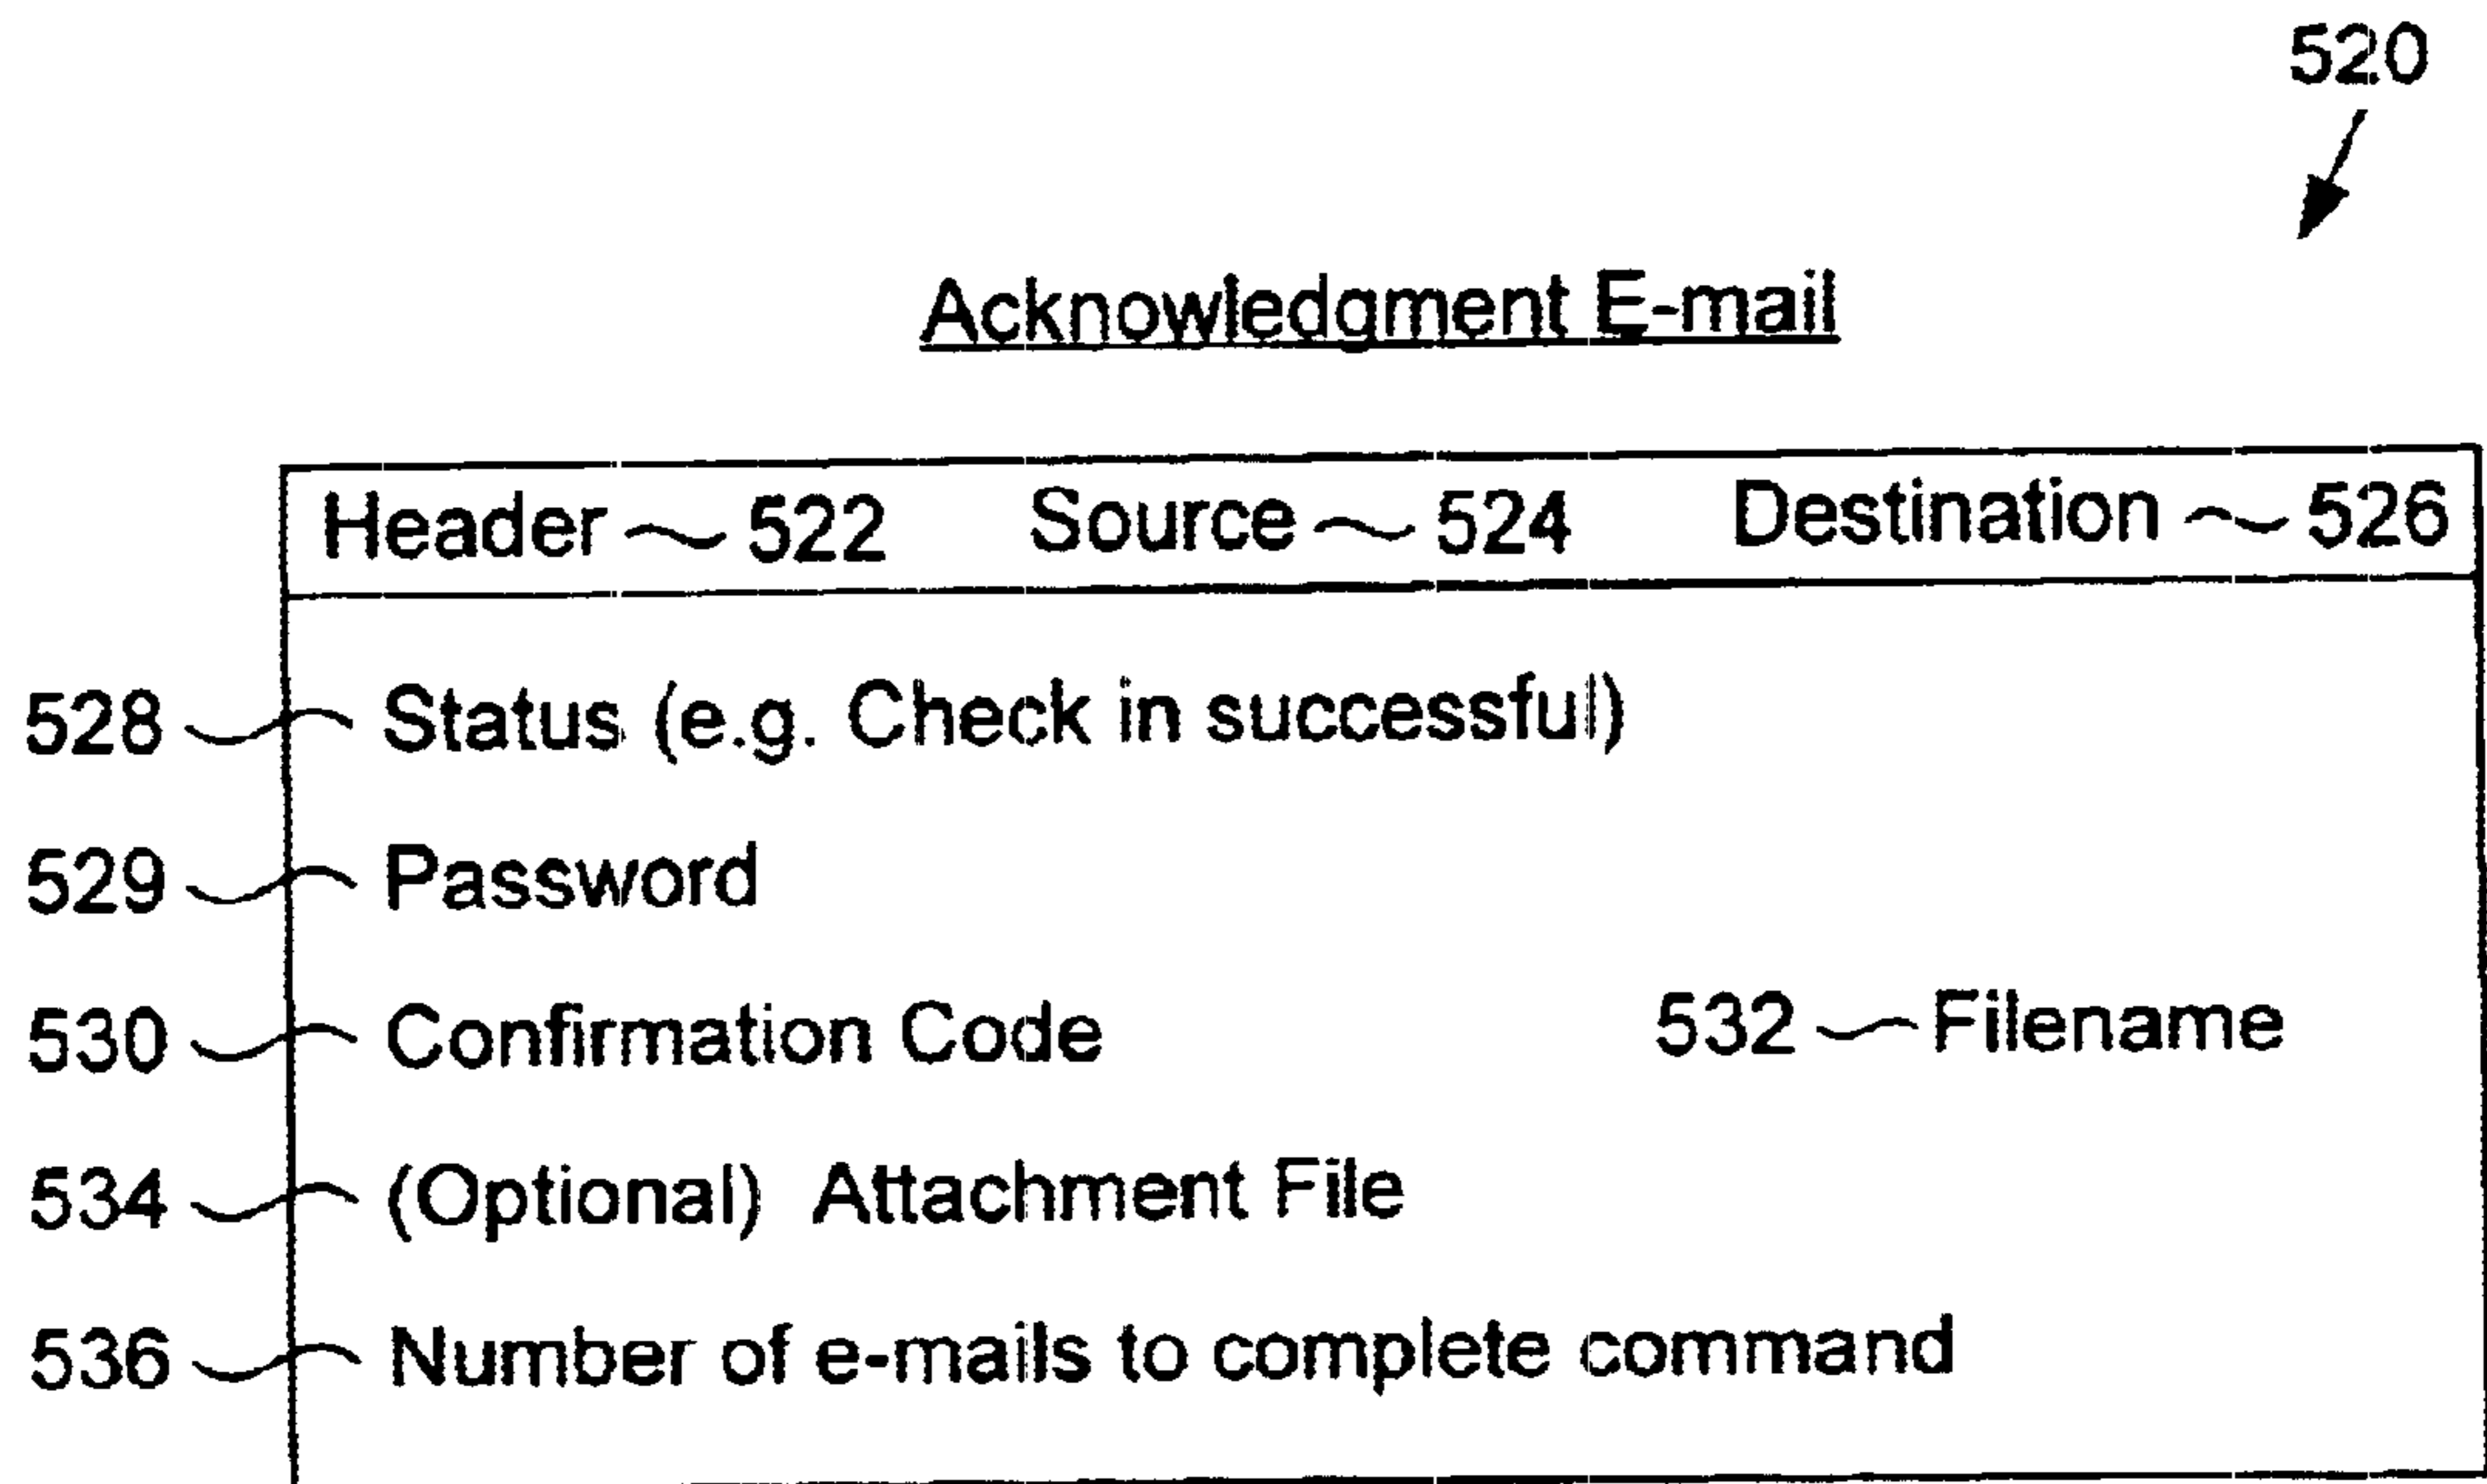 520
Acknowledgment E-mail
Header 522 Source 524 Destination 526
528 Status (e.g. Check in successful)
529 Password
530 Confirmation Code 532 Filename
534 (Optional) Attachment File
536 Number of e-mails to complete command